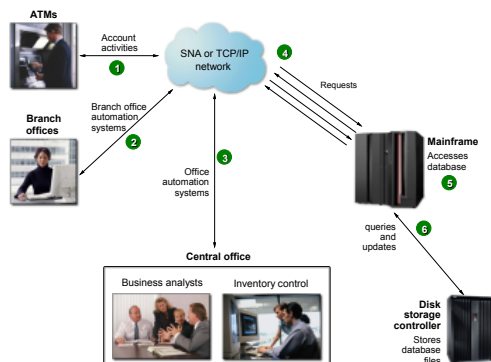 ATMs
Account
activities
1
SNA or TCP/IP
network
4
Requests
Branch
offices
Branch office
automation
systems
2
3
Office
automation
systems
Mainframe
Accesses
database
5
6
queries
and
updates
Central office
Business analysts
Inventory control
Disk
storage
controller
Stores
database
files